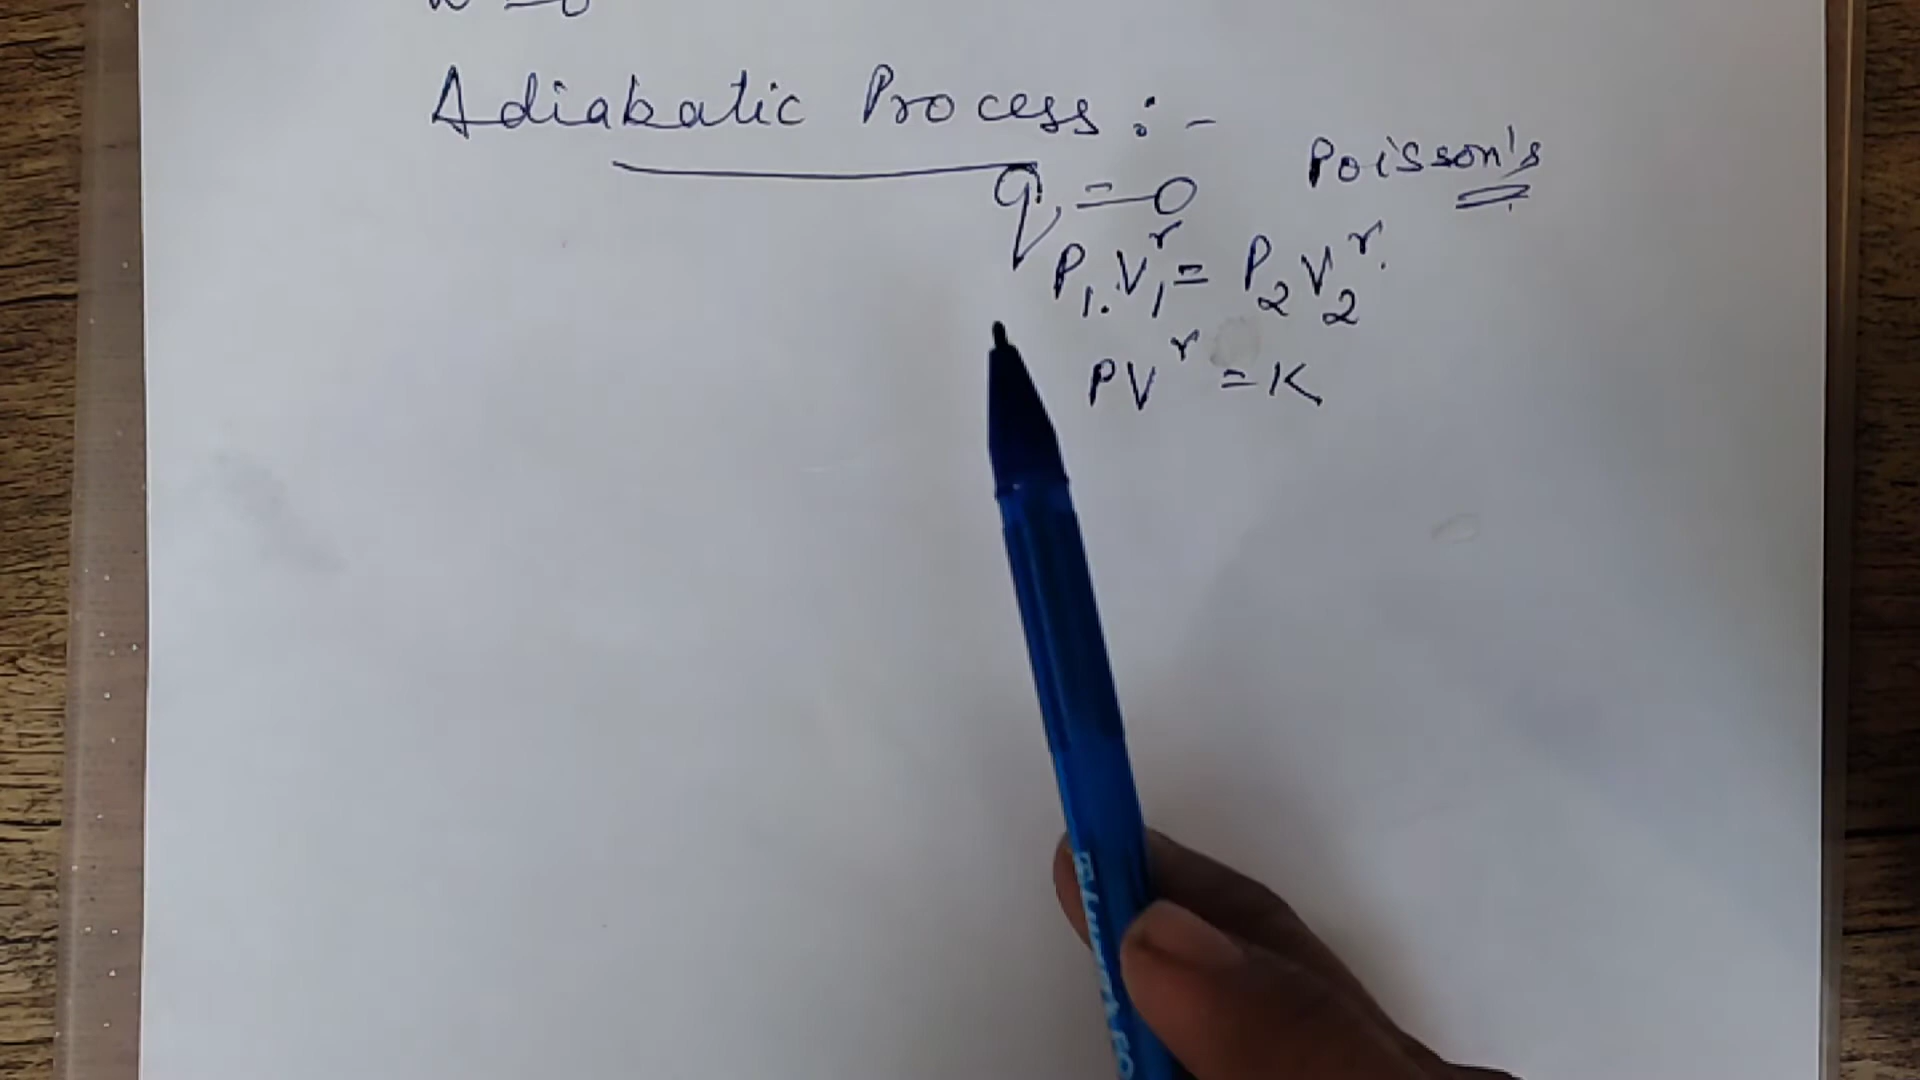 Adiabatic Process :-
q = 0
Poisson's
P₁.V₁^r = P₂V₂^r.
PV^r = K